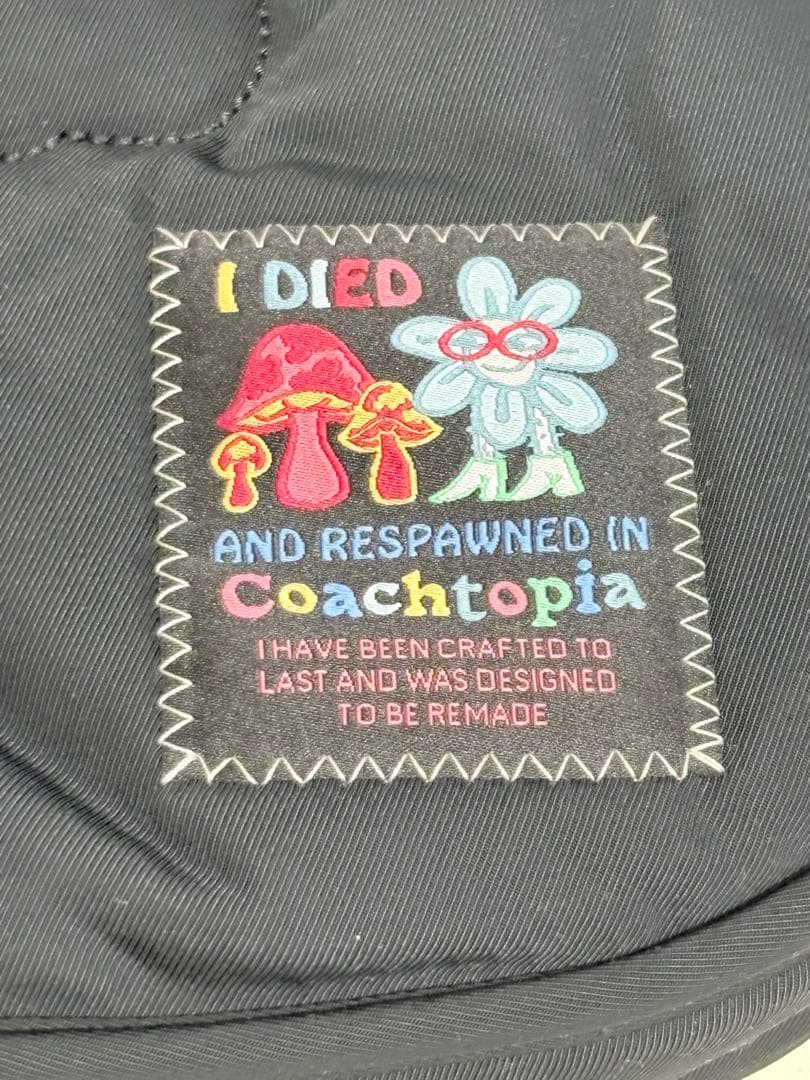 I DIED
AND RESPAWNED IN
Coachtopia
I HAVE BEEN CRAFTED TO
LAST AND WAS DESIGNED
TO BE REMADE